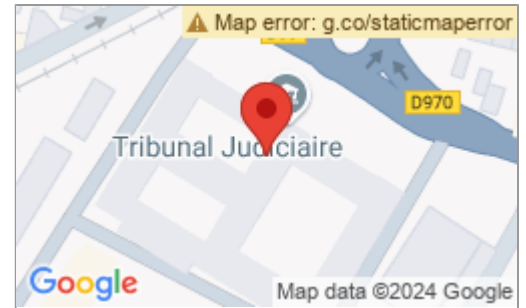 Map error: g.co/staticmaperror
D970
Tribunal Judiciaire
Google
Map data ©2024 Google